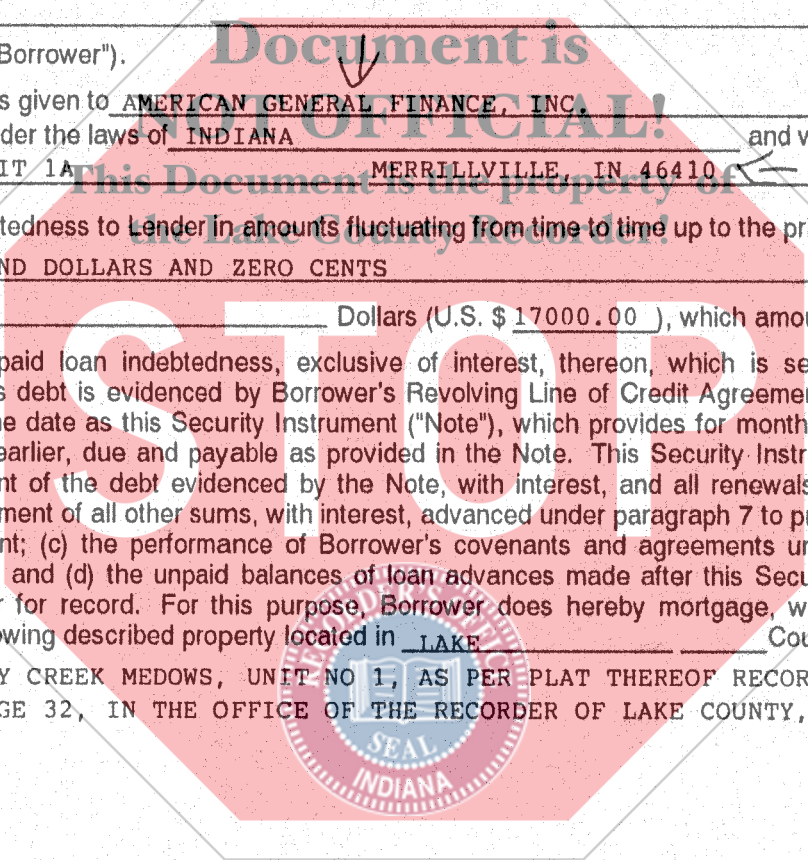 Document is
Borrower").
s given to AMERICAN GENERAL FINANCE, INC.
NOT OFFICIAL!
der the laws of INDIANA and w
IT 1A MERRILLVILLE, IN 46410
This Document is the property of
tedness to Lender in amounts fluctuating from time to time up to the pr
the Lake County Recorder!
ND DOLLARS AND ZERO CENTS
STOP
Dollars (U.S. $ 17000.00 ), which amou
paid loan indebtedness, exclusive of interest, thereon, which is se
s debt is evidenced by Borrower's Revolving Line of Credit Agreemen
ne date as this Security Instrument ("Note"), which provides for month
earlier, due and payable as provided in the Note. This Security Instr
nt of the debt evidenced by the Note, with interest, and all renewals
ment of all other sums, with interest, advanced under paragraph 7 to pr
nt; (c) the performance of Borrower's covenants and agreements un
and (d) the unpaid balances of loan advances made after this Secu
r for record. For this purpose, Borrower does hereby mortgage, w
owing described property located in LAKE Cou
Y CREEK MEDOWS, UNIT NO 1, AS PER PLAT THEREOF RECOR
GE 32, IN THE OFFICE OF THE RECORDER OF LAKE COUNTY,
SEAL
INDIANA